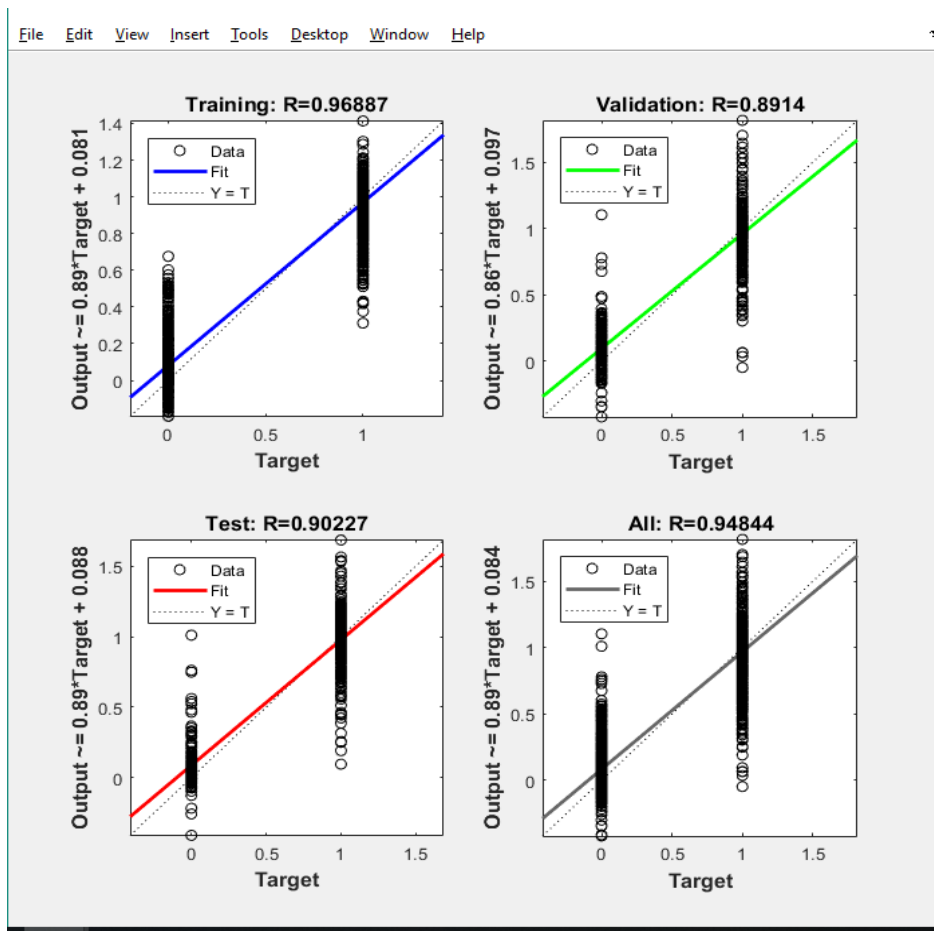 File Edit View Insert Tools Desktop Window Help
Training: R=0.96887
Output ~= 0.89*Target + 0.081
1.4
1.2
1
0.8
0.6
0.4
0.2
0
Data
Fit
Y = T
0 0.5 1
Target
Validation: R=0.8914
Output ~= 0.86*Target + 0.097
1.5
1
0.5
0
Data
Fit
Y = T
0 0.5 1 1.5
Target
Test: R=0.90227
Output ~= 0.89*Target + 0.088
1.5
1
0.5
0
Data
Fit
Y = T
0 0.5 1 1.5
Target
All: R=0.94844
Output ~= 0.89*Target + 0.084
1.5
1
0.5
0
Data
Fit
Y = T
0 0.5 1 1.5
Target